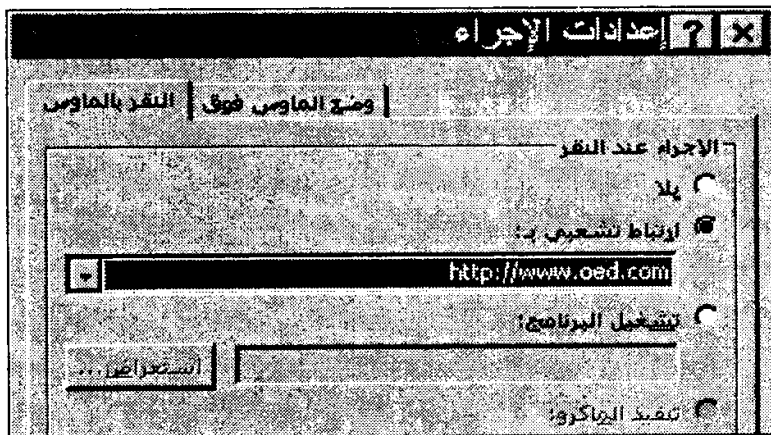 إعدادات الإجراء
النقر بالماوس وضع الماوس فوق
الإجراء عند النقر
بلا
ارتباط تشعبي بـ:
http://www.oed.com
تشغيل البرنامج:
استعراض...
تنفيذ الماكرو: